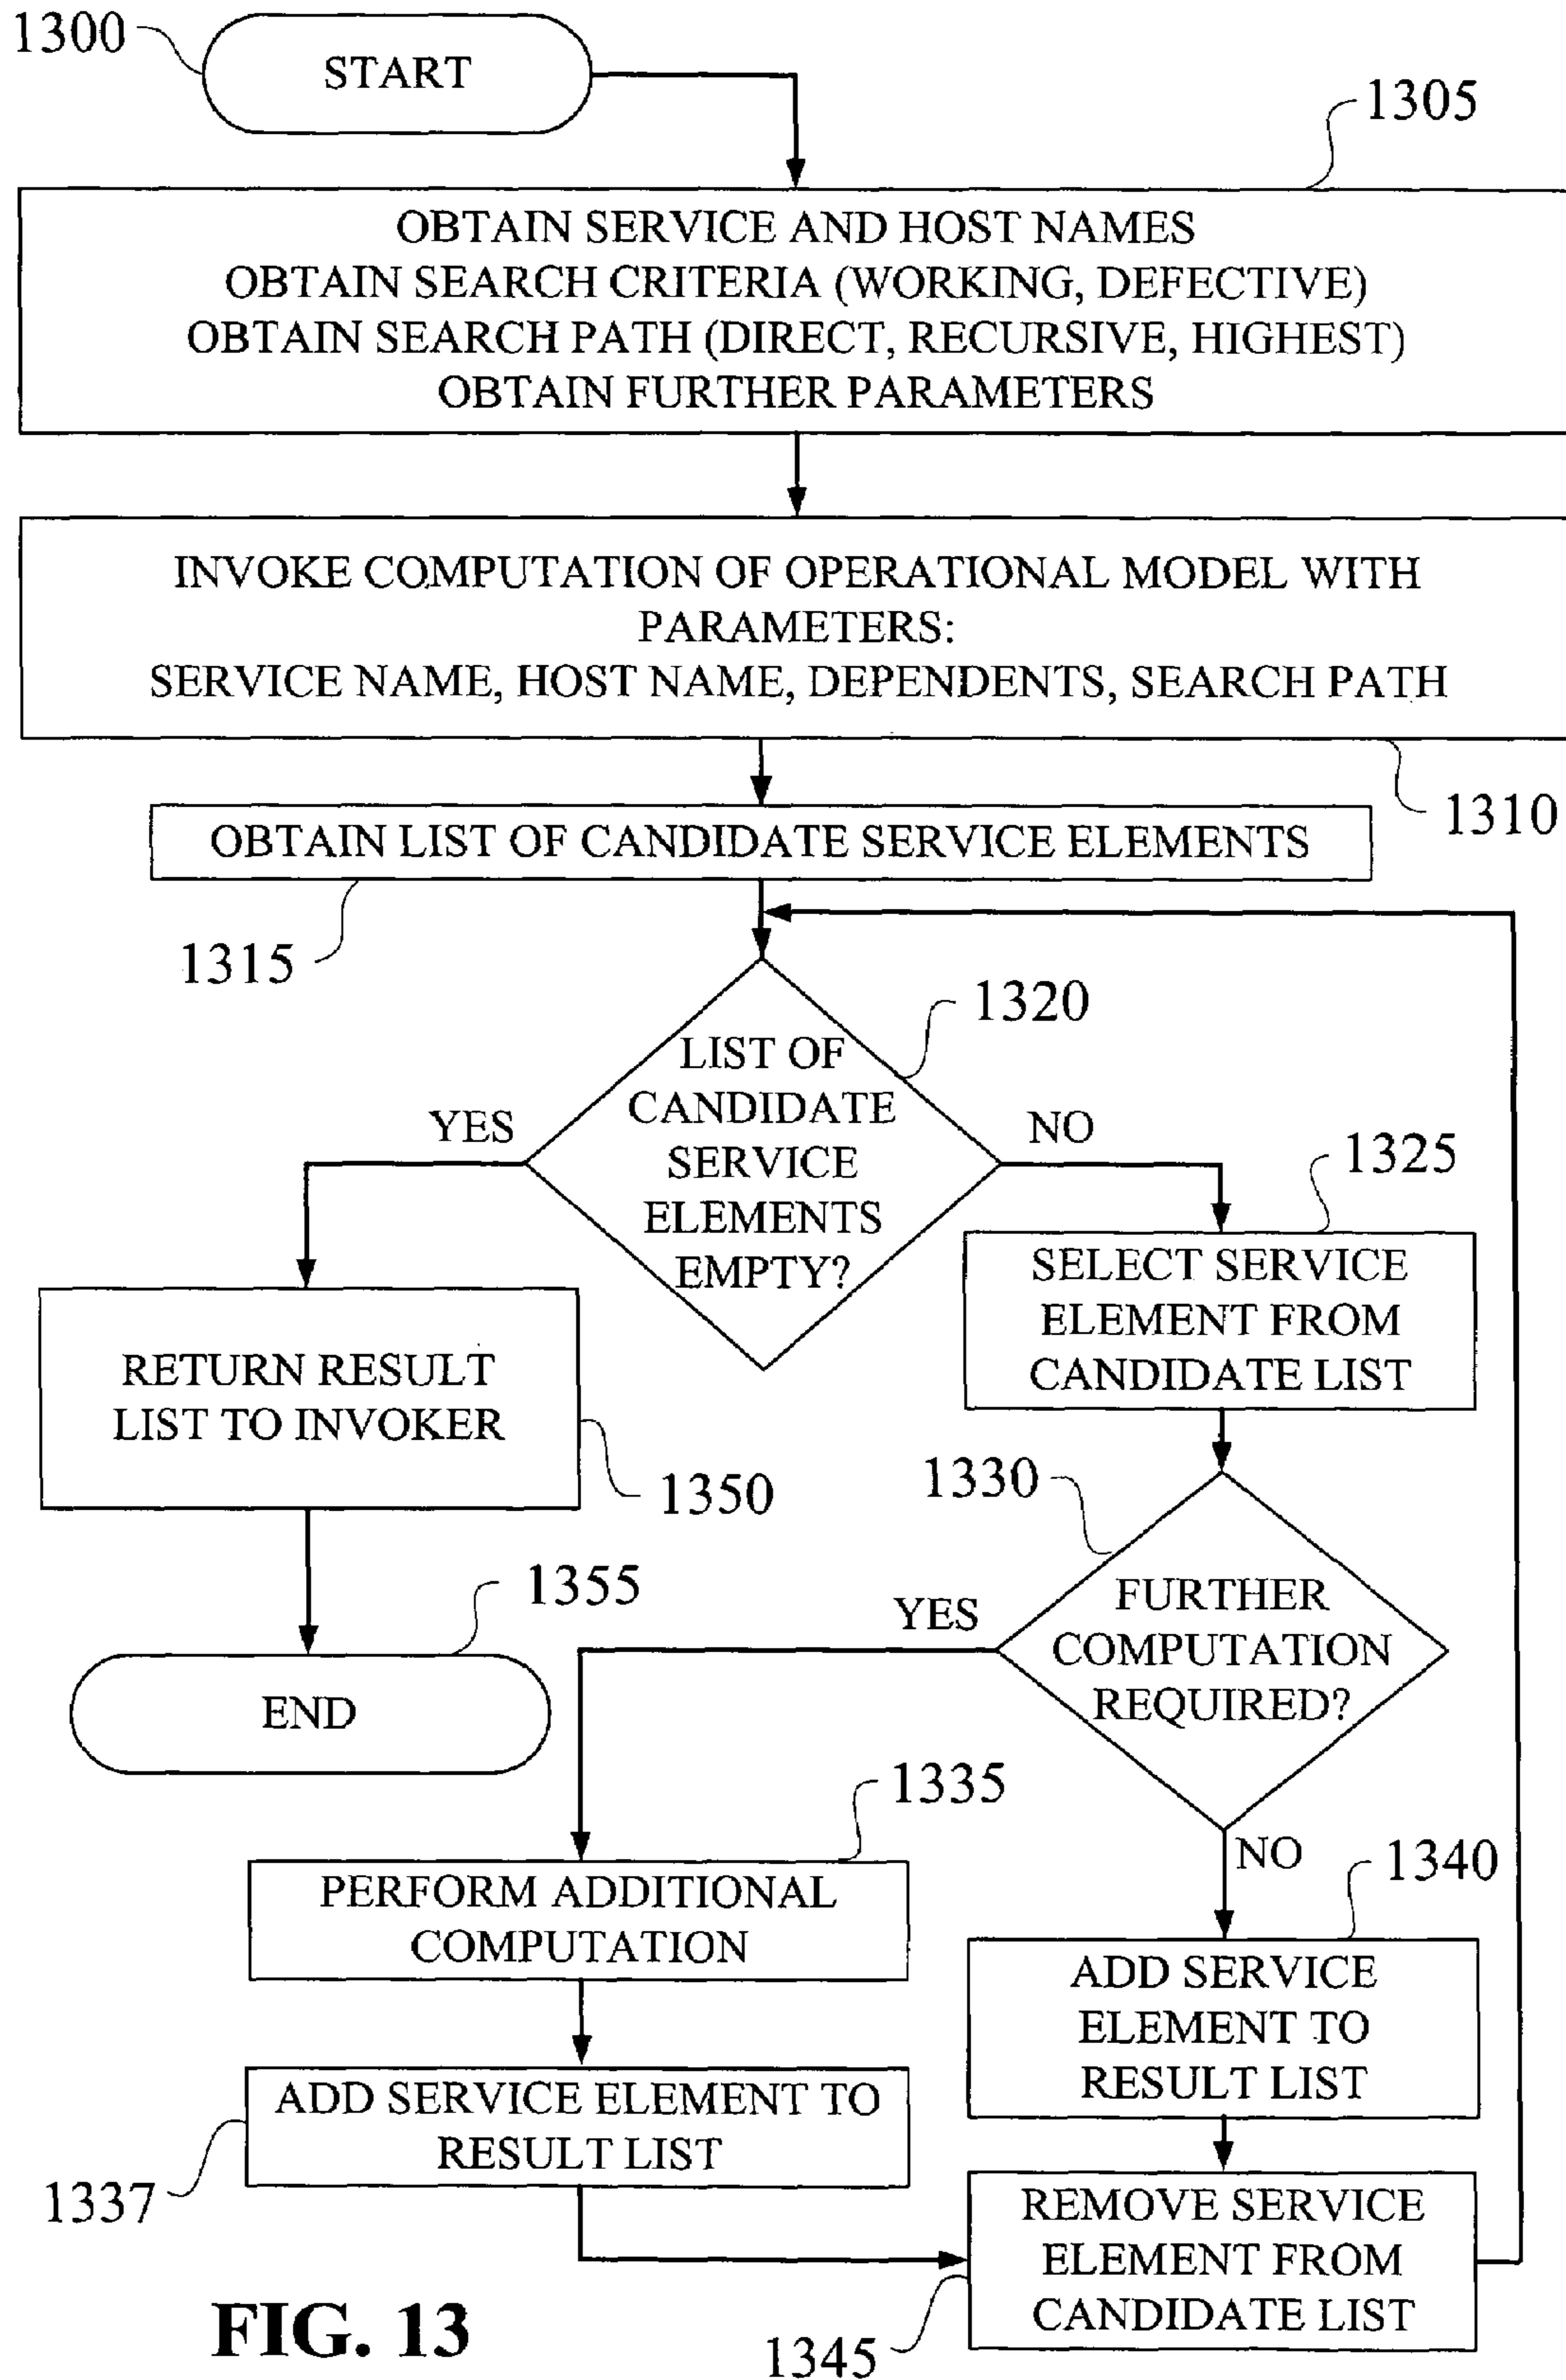 1300
START
1305
OBTAIN SERVICE AND HOST NAMES
OBTAIN SEARCH CRITERIA (WORKING, DEFECTIVE)
OBTAIN SEARCH PATH (DIRECT, RECURSIVE, HIGHEST)
OBTAIN FURTHER PARAMETERS
INVOKE COMPUTATION OF OPERATIONAL MODEL WITH
PARAMETERS:
SERVICE NAME, HOST NAME, DEPENDENTS, SEARCH PATH
1310
OBTAIN LIST OF CANDIDATE SERVICE ELEMENTS
1315
1320
LIST OF
CANDIDATE
SERVICE
ELEMENTS
EMPTY?
YES
NO
1325
SELECT SERVICE
ELEMENT FROM
CANDIDATE LIST
RETURN RESULT
LIST TO INVOKER
1350
1330
FURTHER
COMPUTATION
REQUIRED?
YES
1355
END
NO
1335
PERFORM ADDITIONAL
COMPUTATION
1340
ADD SERVICE
ELEMENT TO
RESULT LIST
ADD SERVICE ELEMENT TO
RESULT LIST
1337
REMOVE SERVICE
ELEMENT FROM
CANDIDATE LIST
1345
FIG. 13